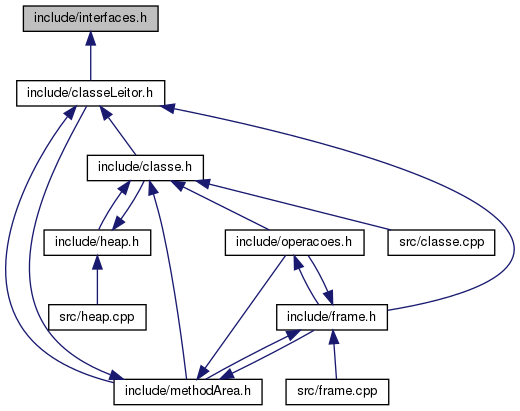 include/interfaces.h
include/classeLeitor.h
include/classe.h
include/heap.h
include/operacoes.h
src/classe.cpp
src/heap.cpp
include/frame.h
include/methodArea.h
src/frame.cpp